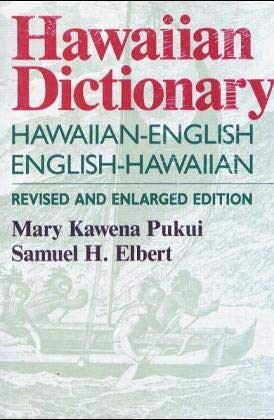 Hawaiian
Dictionary
HAWAIIAN-ENGLISH
ENGLISH-HAWAIIAN
REVISED AND ENLARGED EDITION
Mary Kawena Pukui
Samuel H. Elbert